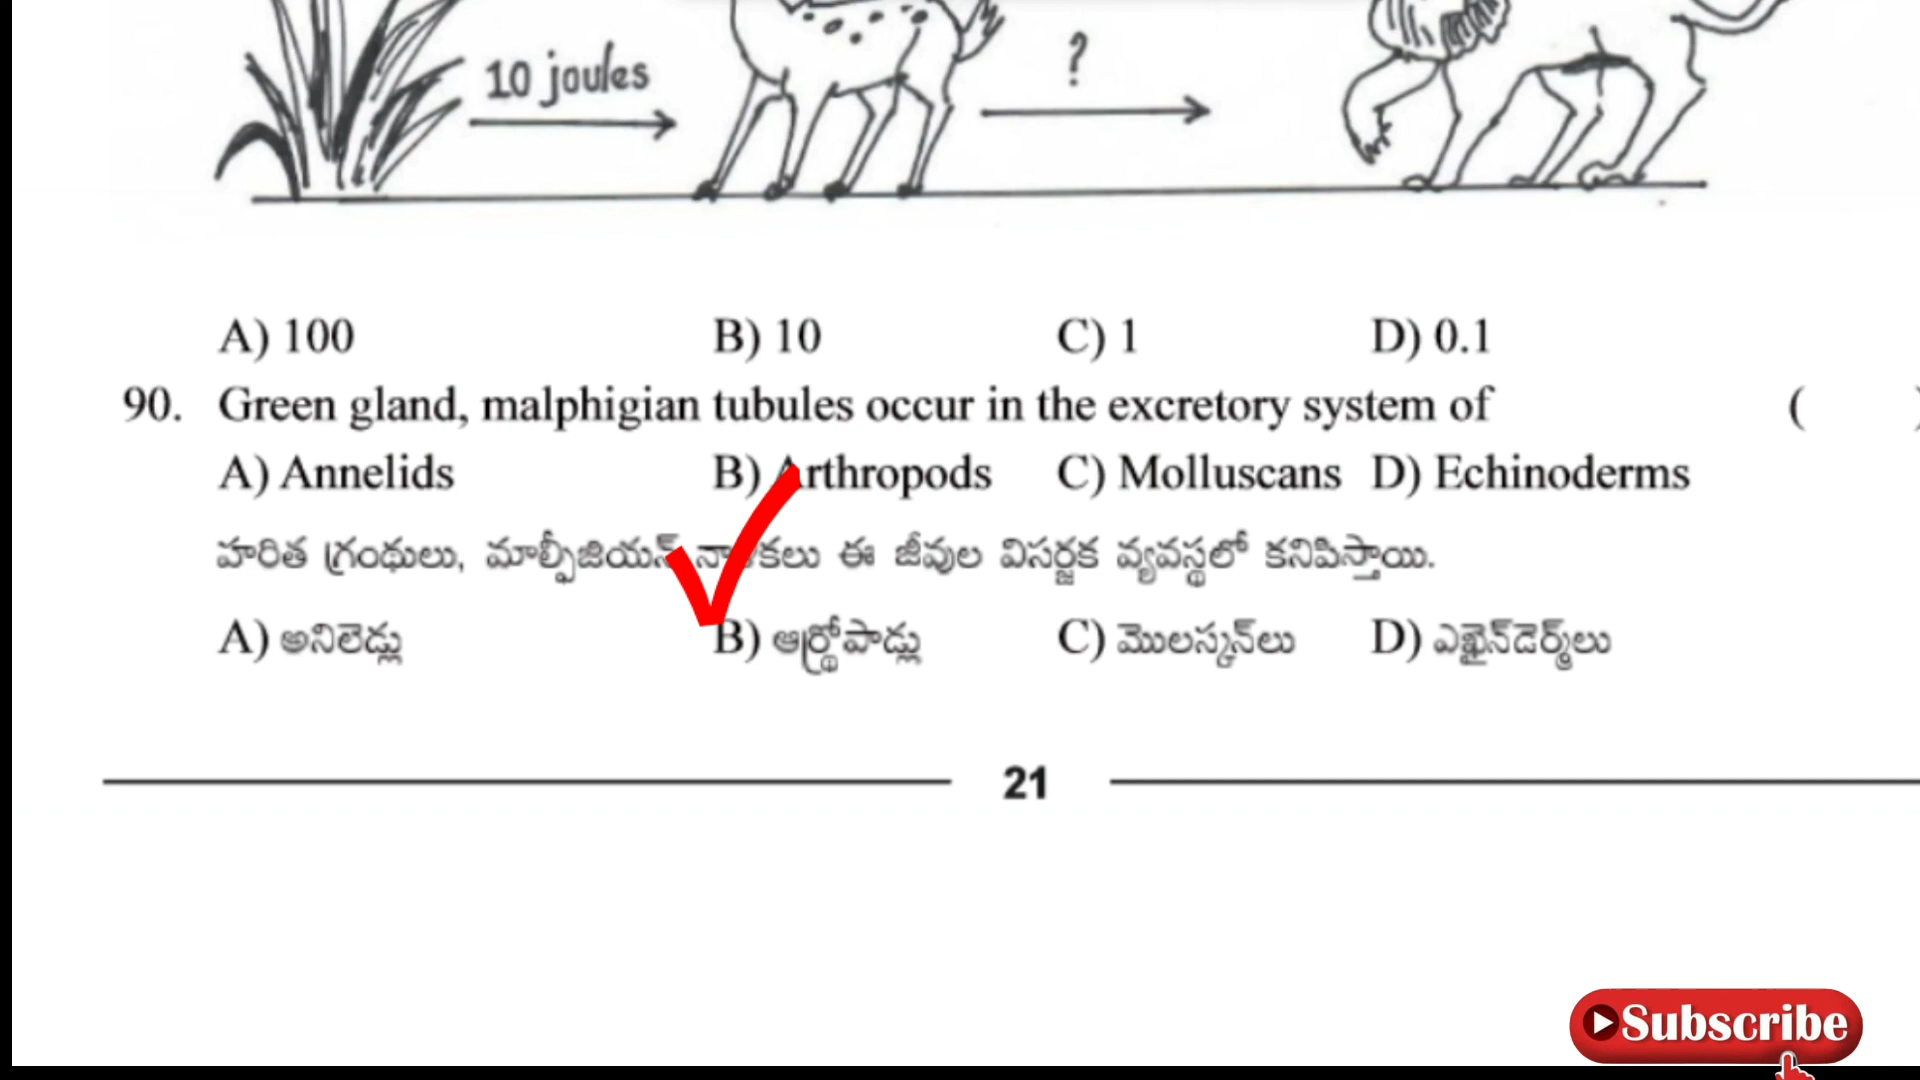 10 joules ?
A) 100 B) 10 C) 1 D) 0.1
90. Green gland, malphigian tubules occur in the excretory system of ( )
A) Annelids B) Arthropods C) Molluscans D) Echinoderms
హరిత గ్రంథులు, మాల్ఫీజియన్ ఈ జీవుల విసర్జక వ్యవస్థలో కనిపిస్తాయి.
A) అనిలెడ్లు B) ఆర్థ్రోపాడ్లు C) మొలస్కన్‌లు D) ఎఖైన్‌డెర్మ్‌లు
21
Subscribe